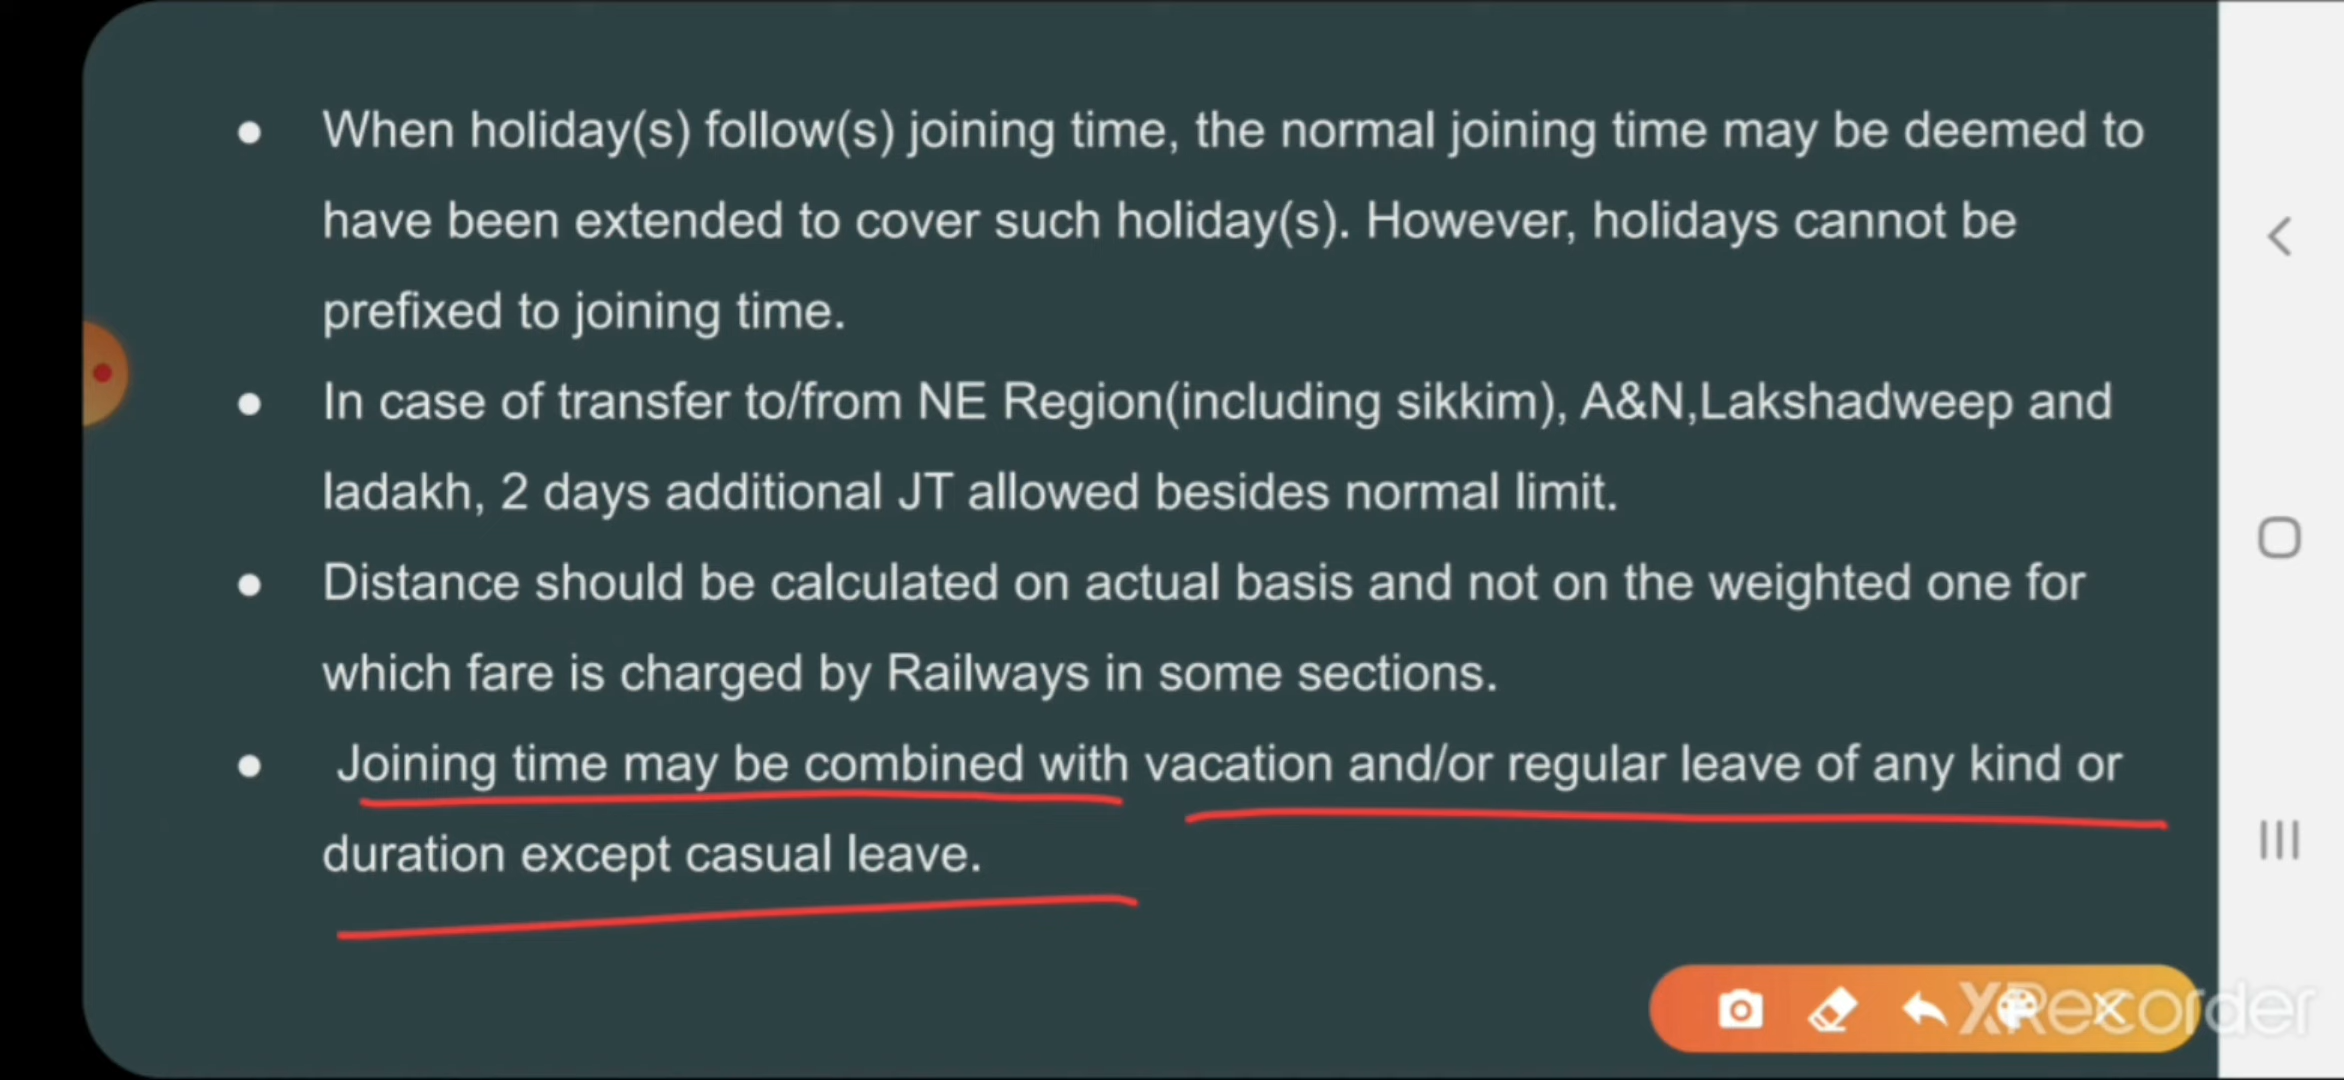 When holiday(s) follow(s) joining time, the normal joining time may be deemed to
have been extended to cover such holiday(s). However, holidays cannot be
prefixed to joining time.
In case of transfer to/from NE Region(including sikkim), A&N,Lakshadweep and
ladakh, 2 days additional JT allowed besides normal limit.
Distance should be calculated on actual basis and not on the weighted one for
which fare is charged by Railways in some sections.
Joining time may be combined with vacation and/or regular leave of any kind or
duration except casual leave.
XRecorder